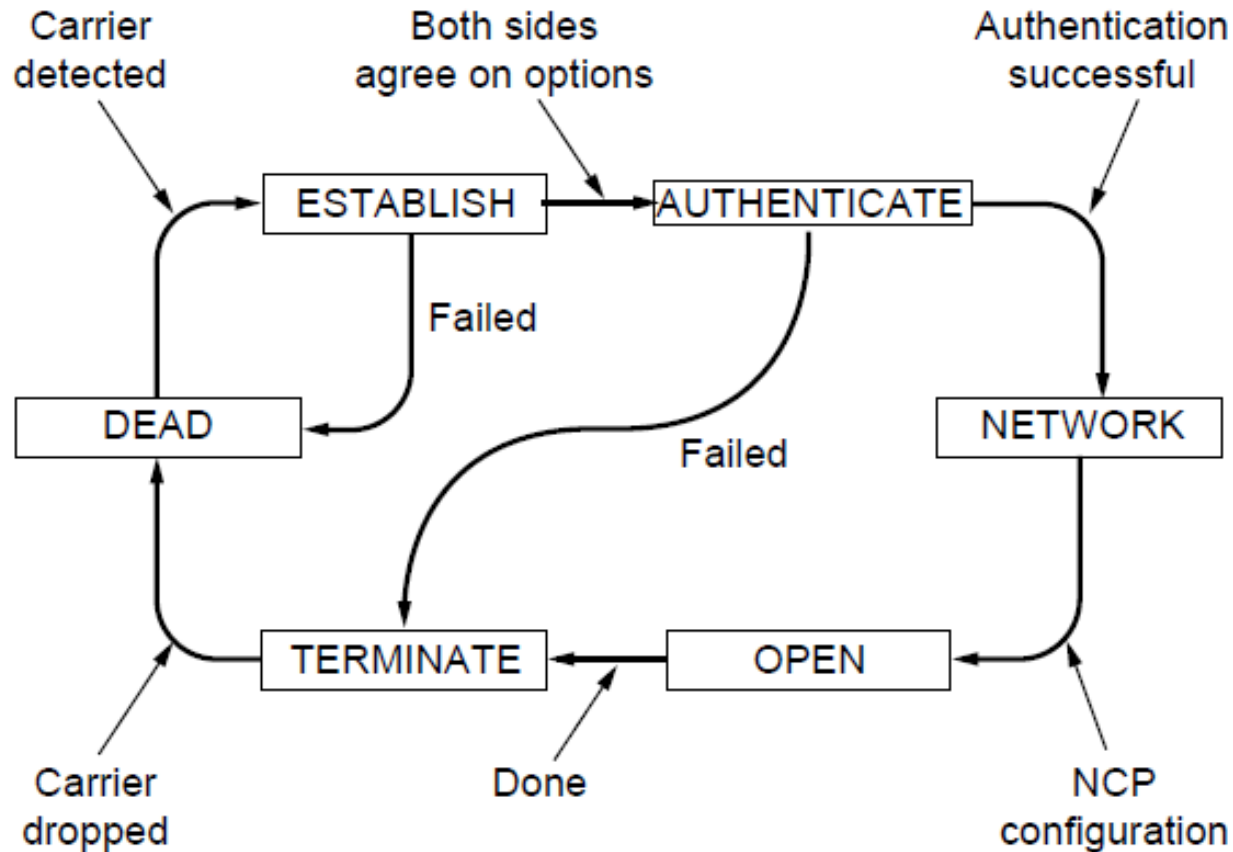 Carrier
detected
Both sides
agree on options
Authentication
successful
ESTABLISH
AUTHENTICATE
Failed
DEAD
NETWORK
Failed
TERMINATE
OPEN
Carrier
dropped
Done
NCP
configuration